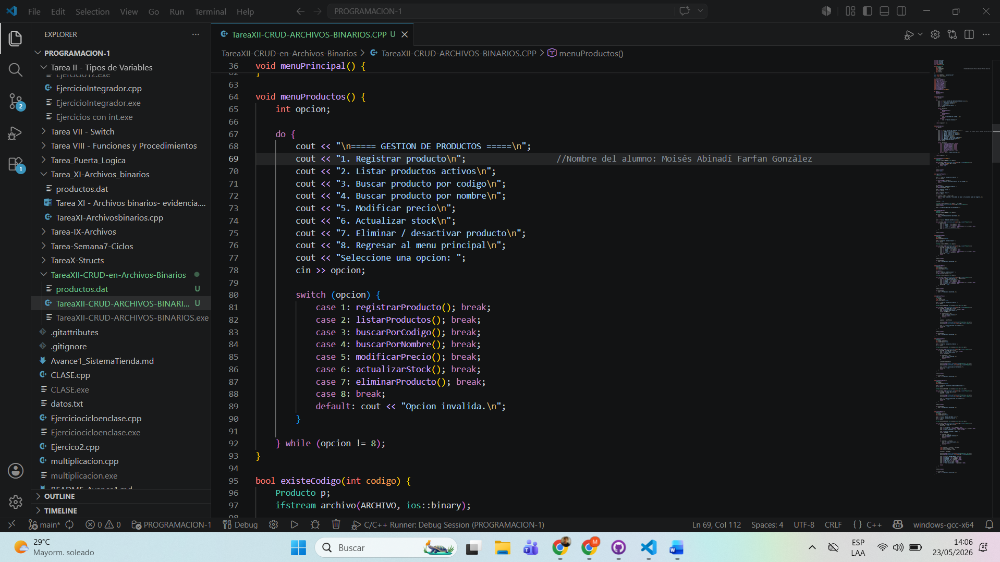 File Edit Selection View Go Run Terminal Help
PROGRAMACION-1
EXPLORER
PROGRAMACION-1
Tarea II - Tipos de Variables
Ejercicio12.exe
EjercicioIntegrador.cpp
EjercicioIntegrador.exe
Ejercicios con int.exe
Tarea VII - Switch
Tarea VIII - Funciones y Procedimientos
Tarea_Puerta_Logica
Tarea_XI-Archivos_binarios
productos.dat
Tarea XI - Archivos binarios- evidencia....
TareaXI-Archivosbinarios.cpp
Tarea-IX-Archivos
Tarea-Semana7-Ciclos
TareaX-Structs
TareaXII-CRUD-en-Archivos-Binarios
productos.dat U
TareaXII-CRUD-ARCHIVOS-BINARI... U
TareaXII-CRUD-ARCHIVOS-BINARIOS.exe
.gitattributes
.gitignore
Avance1_SistemaTienda.md
CLASE.cpp
CLASE.exe
datos.txt
Ejerciciocicloenclase.cpp
Ejerciciocicloenclase.exe
Ejercico2.cpp
multiplicacion.cpp
multiplicacion.exe
README_Avance1.md
OUTLINE
TIMELINE
2
1
TareaXII-CRUD-ARCHIVOS-BINARIOS.CPP U
TareaXII-CRUD-en-Archivos-Binarios > TareaXII-CRUD-ARCHIVOS-BINARIOS.CPP > menuProductos()
36 void menuPrincipal() {
62 }
63
64 void menuProductos() {
65 int opcion;
66
67 do {
68 cout << "\n===== GESTION DE PRODUCTOS =====\n";
69 cout << "1. Registrar producto\n"; //Nombre del alumno: Moisés Abinadí Farfan González
70 cout << "2. Listar productos activos\n";
71 cout << "3. Buscar producto por codigo\n";
72 cout << "4. Buscar producto por nombre\n";
73 cout << "5. Modificar precio\n";
74 cout << "6. Actualizar stock\n";
75 cout << "7. Eliminar / desactivar producto\n";
76 cout << "8. Regresar al menu principal\n";
77 cout << "Seleccione una opcion: ";
78 cin >> opcion;
79
80 switch (opcion) {
81 case 1: registrarProducto(); break;
82 case 2: listarProductos(); break;
83 case 3: buscarPorCodigo(); break;
84 case 4: buscarPorNombre(); break;
85 case 5: modificarPrecio(); break;
86 case 6: actualizarStock(); break;
87 case 7: eliminarProducto(); break;
88 case 8: break;
89 default: cout << "Opcion invalida.\n";
90 }
91
92 } while (opcion != 8);
93 }
94
95 bool existeCodigo(int codigo) {
96 Producto p;
97 ifstream archivo(ARCHIVO, ios::binary);
98
main* 0 0 PROGRAMACION-1 Debug C/C++ Runner: Debug Session (PROGRAMACION-1) Ln 69, Col 112 Spaces: 4 UTF-8 CRLF { } C++ windows-gcc-x64
29°C
Mayorm. soleado
Buscar
M
ESP
LAA
14:06
23/05/2026